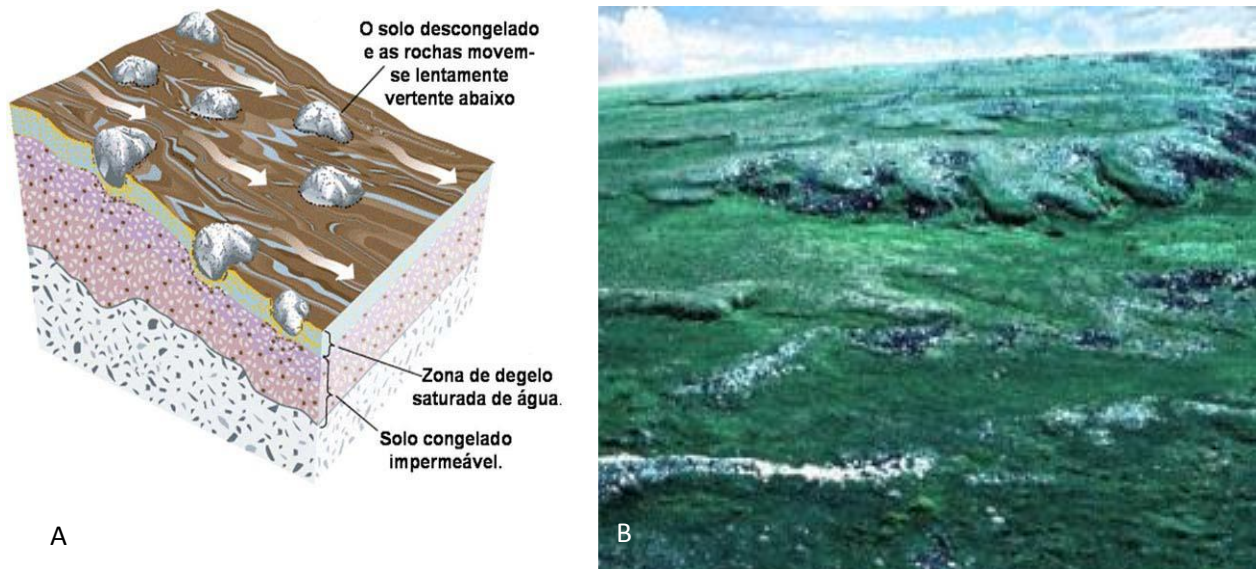 O solo descongelado
e as rochas movem-
se lentamente
vertente abaixo
Zona de degelo
saturada de água.
Solo congelado
impermeável.
A
B